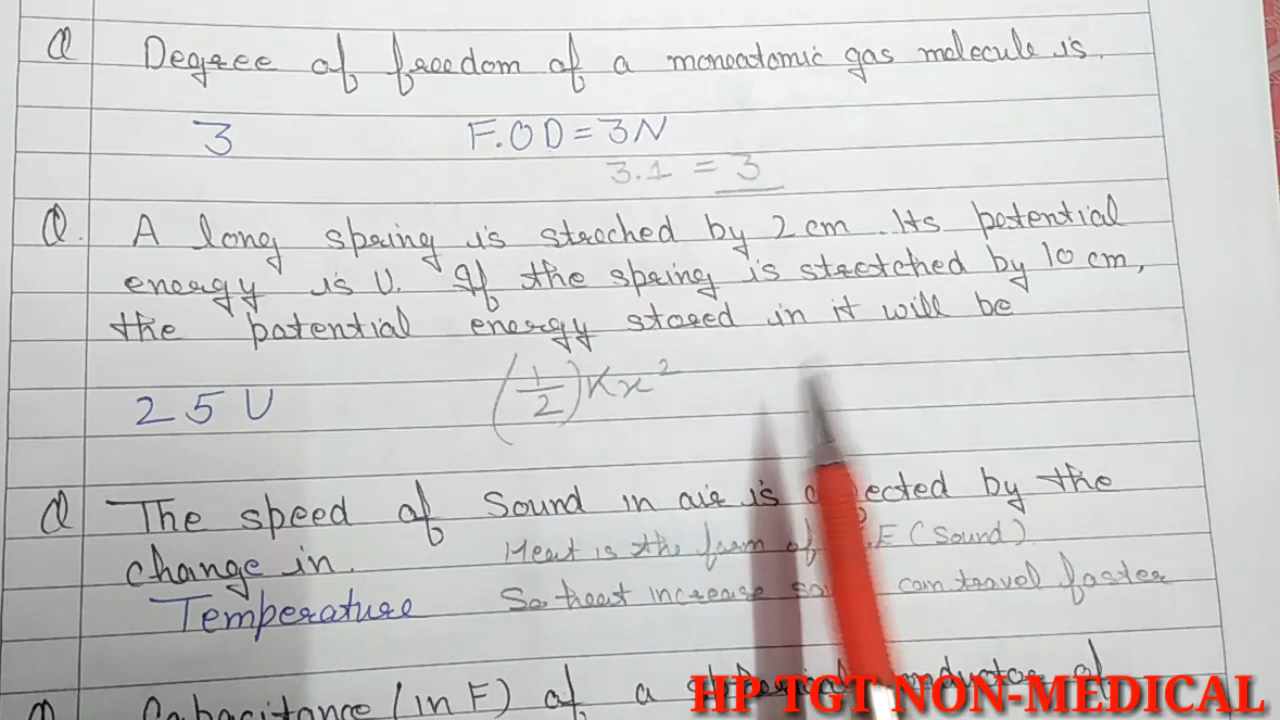 Q Degree of freedom of a monoatomic gas molecule is.
3 F.OD = 3N
3.1 = 3
Q. A long spring is streched by 2 cm. Its potential
energy is U. If the spring is stretched by 10 cm,
the potential energy stored in it will be
25U (1/2)Kx²
Q The speed of Sound in air is by the
change in. Heat is the form of .E (Sound)
Temperature So heat increase can travel faster
Q Capacitance (in F) of a of
HP TGT NON-MEDICAL